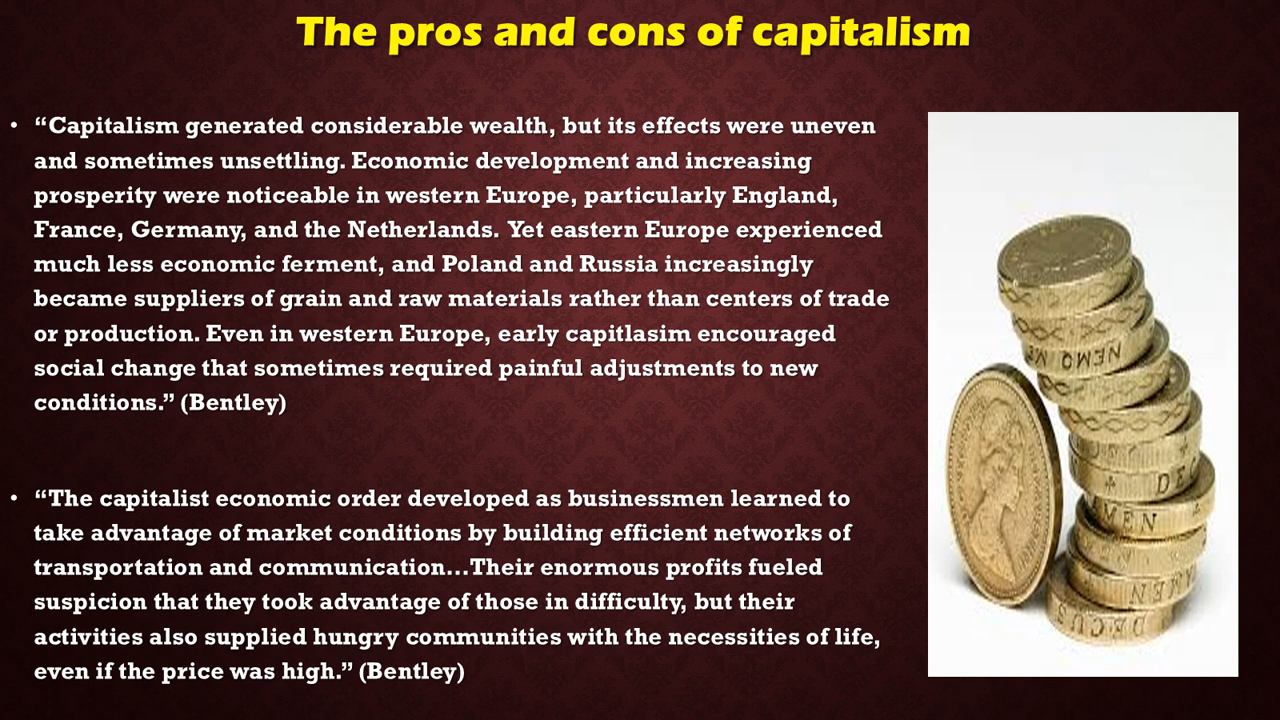 The pros and cons of capitalism
• “Capitalism generated considerable wealth, but its effects were uneven
and sometimes unsettling. Economic development and increasing
prosperity were noticeable in western Europe, particularly England,
France, Germany, and the Netherlands. Yet eastern Europe experienced
much less economic ferment, and Poland and Russia increasingly
became suppliers of grain and raw materials rather than centers of trade
or production. Even in western Europe, early capitlasim encouraged
social change that sometimes required painful adjustments to new
conditions.” (Bentley)
• “The capitalist economic order developed as businessmen learned to
take advantage of market conditions by building efficient networks of
transportation and communication…Their enormous profits fueled
suspicion that they took advantage of those in difficulty, but their
activities also supplied hungry communities with the necessities of life,
even if the price was high.” (Bentley)
NEMO ME
DEC
AMEN
DECUS